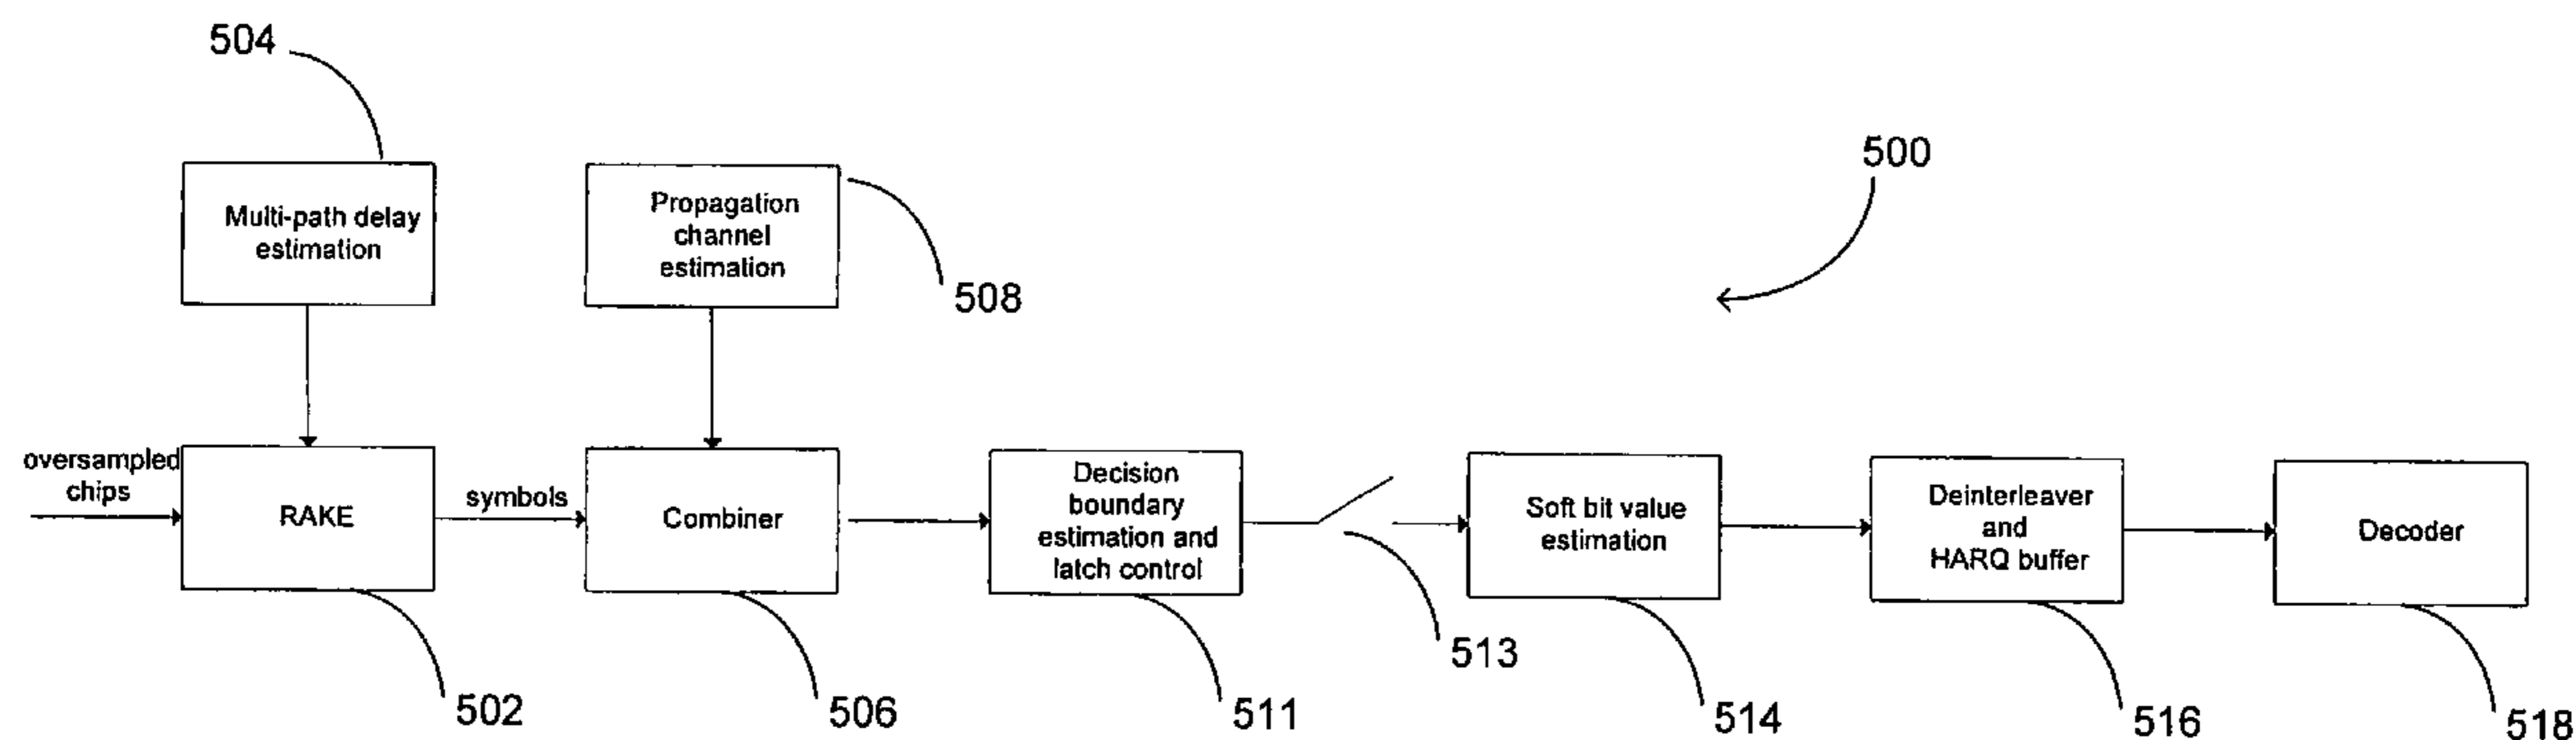 504
500
Multi-path delay
estimation
Propagation
channel
estimation
508
oversampled
chips
RAKE
symbols
Combiner
Decision
boundary
estimation and
latch control
Soft bit value
estimation
Deinterleaver
and
HARQ buffer
Decoder
513
502
506
511
514
516
518